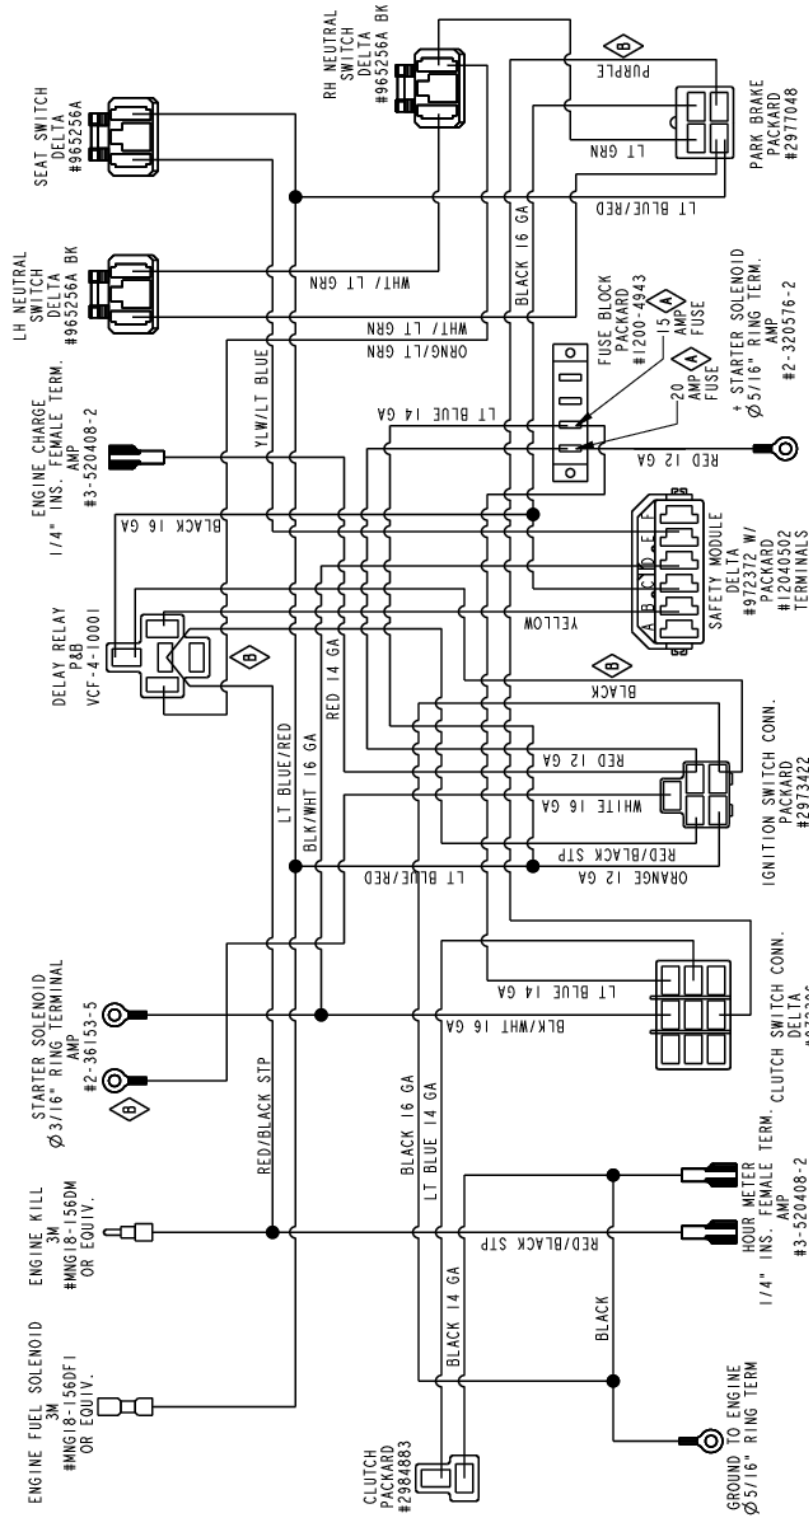 ENGINE FUEL SOLENOID
3M
#MNG18-156DFI
OR EQUIV.
ENGINE KILL
3M
#MNG18-156DM
OR EQUIV.
STARTER SOLENOID
Ø3/16" RING TERMINAL
AMP
#2-36153-5
B
DELAY RELAY
P&B
VCF-4-10001
B
ENGINE CHARGE
1/4" INS. FEMALE TERM.
AMP
#3-520408-2
LH NEUTRAL
SWITCH
DELTA
#965256A BK
SEAT SWITCH
DELTA
#965256A
RH NEUTRAL
SWITCH
DELTA
#965256A BK
RED/BLACK STP
LT BLUE/RED
BLK/WHT 16 GA
RED 14 GA
BLACK 16 GA
YLW/LT BLUE
ORNG/LT GRN
WHT/ LT GRN
WHT/ LT GRN
LT BLUE 14 GA
BLACK 16 GA
LT GRN
PURPLE
B
LT BLUE/RED
PARK BRAKE
PACKARD
#2977048
FUSE BLOCK
PACKARD
#1200-4943
15 A
AMP
FUSE
20 A
AMP
FUSE
+ STARTER SOLENOID
Ø5/16" RING TERM.
AMP
#2-320576-2
RED 12 GA
YELLOW
A B C D E F
SAFETY MODULE
DELTA
#972372 W/
PACKARD
#12040502
TERMINALS
BLACK
B
RED 12 GA
WHITE 16 GA
RED/BLACK STP
ORANGE 12 GA
LT BLUE/RED
IGNITION SWITCH CONN.
PACKARD
#2973422
LT BLUE 14 GA
BLK/WHT 16 GA
CLUTCH SWITCH CONN.
DELTA
BLACK 16 GA
LT BLUE 14 GA
BLACK 14 GA
RED/BLACK STP
BLACK
HOUR METER
1/4" INS. FEMALE TERM.
AMP
#3-520408-2
CLUTCH
PACKARD
#2984883
GROUND TO ENGINE
Ø5/16" RING TERM